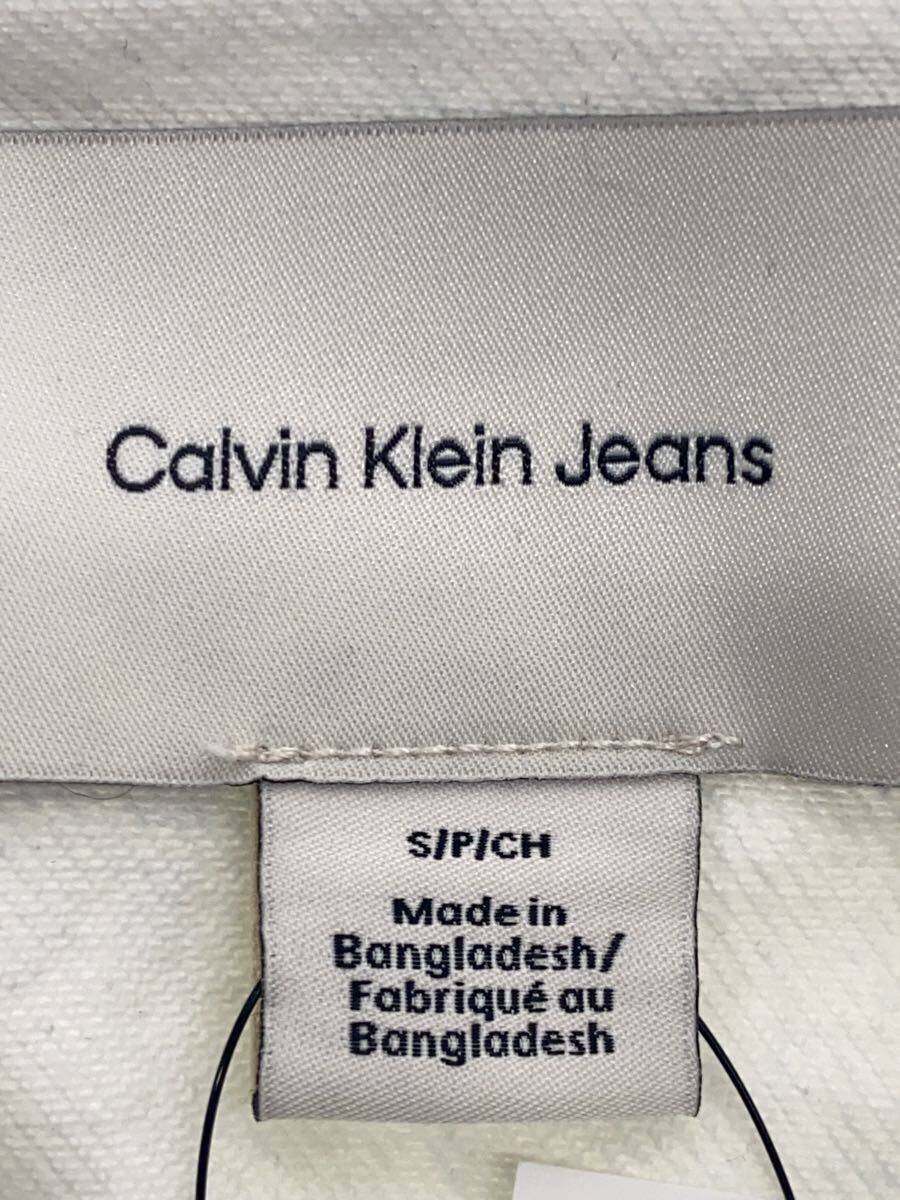 Calvin Klein Jeans
S/P/CH
Made in
Bangladesh/
Fabriqué au
Bangladesh